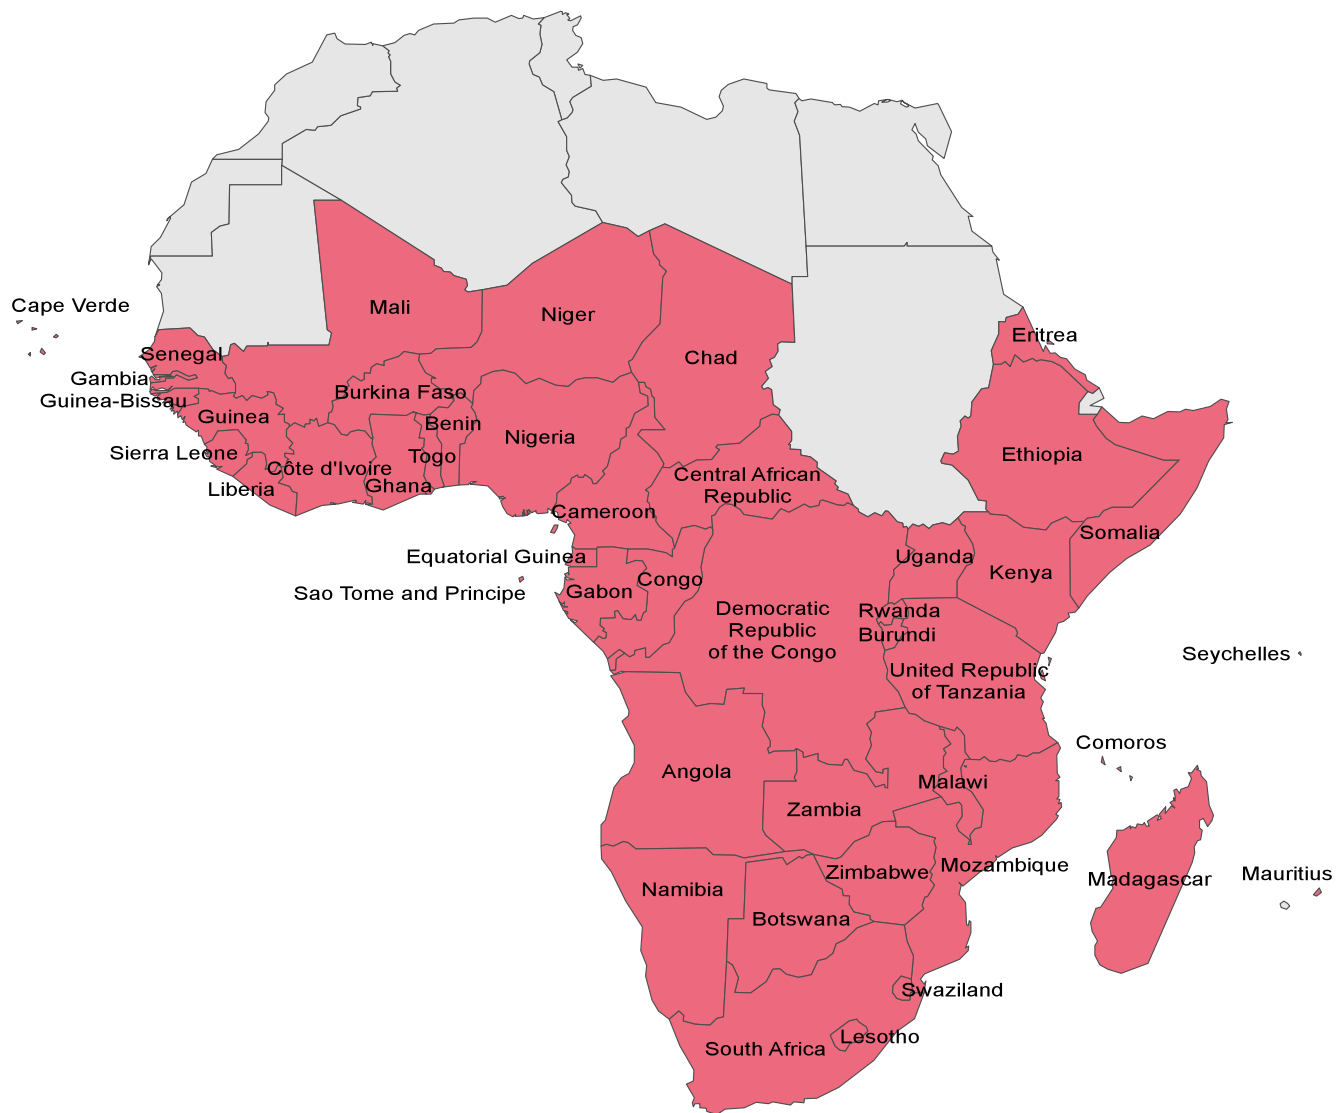 Cape Verde
Mali
Niger
Eritrea
Senegal
Chad
Gambia
Burkina Faso
Guinea-Bissau
Guinea
Benin
Nigeria
Sierra Leone
Togo
Ethiopia
Côte d'Ivoire
Central African
Republic
Liberia
Ghana
Cameroon
Somalia
Equatorial Guinea
Uganda
Kenya
Congo
Sao Tome and Principe
Gabon
Democratic
Republic
of the Congo
Rwanda
Burundi
Seychelles
United Republic
of Tanzania
Comoros
Angola
Malawi
Zambia
Mozambique
Zimbabwe
Mauritius
Madagascar
Namibia
Botswana
Swaziland
Lesotho
South Africa